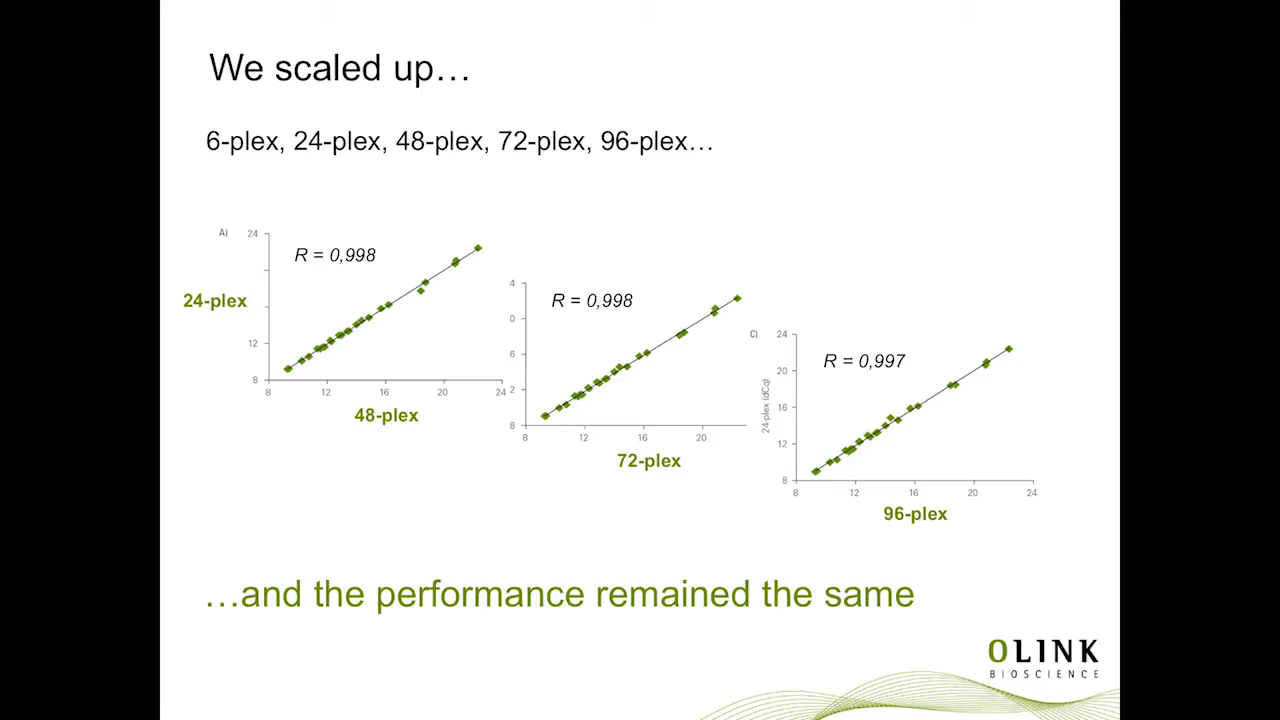 We scaled up…
6-plex, 24-plex, 48-plex, 72-plex, 96-plex…
A)
24
R = 0,998
24-plex
12
8
8 12 16 20 24
48-plex
4
R = 0,998
0
6
2
8
8 12 16 20
72-plex
C)
24
R = 0,997
20
24-plex (dCq)
16
12
8
8 12 16 20 24
96-plex
…and the performance remained the same
OLINK
BIOSCIENCE